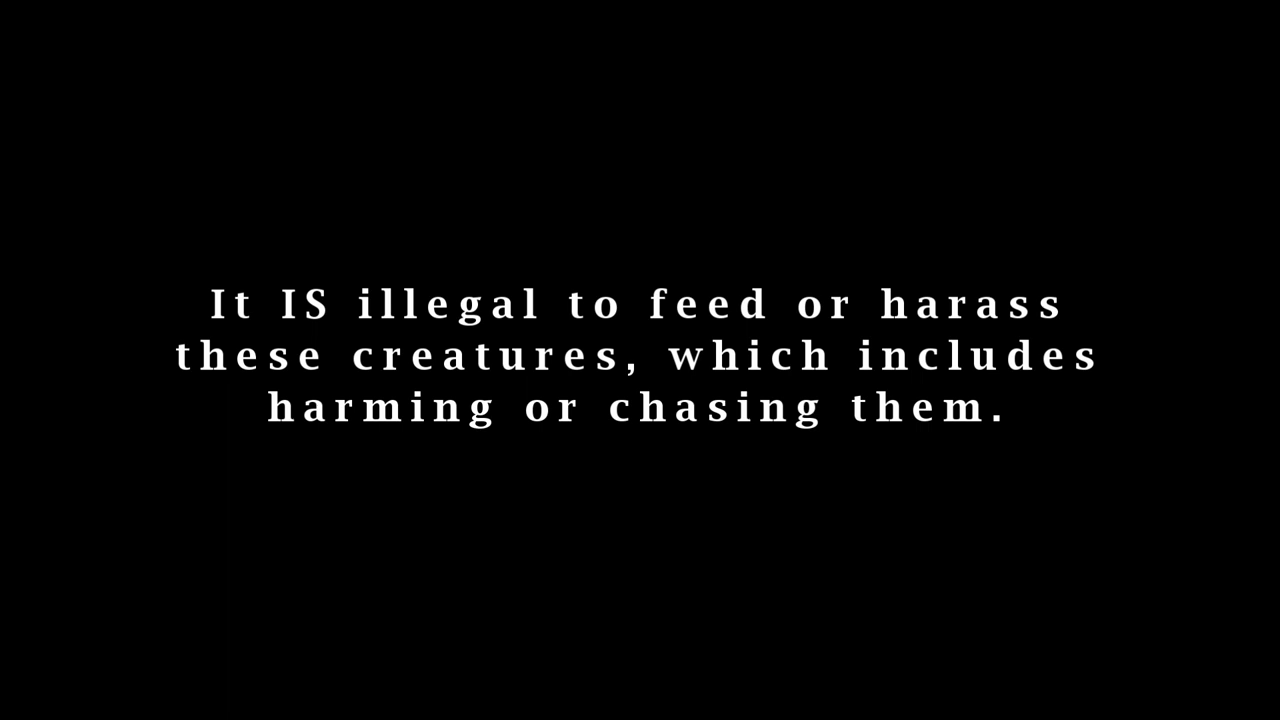 It IS illegal to feed or harass
these creatures, which includes
harming or chasing them.